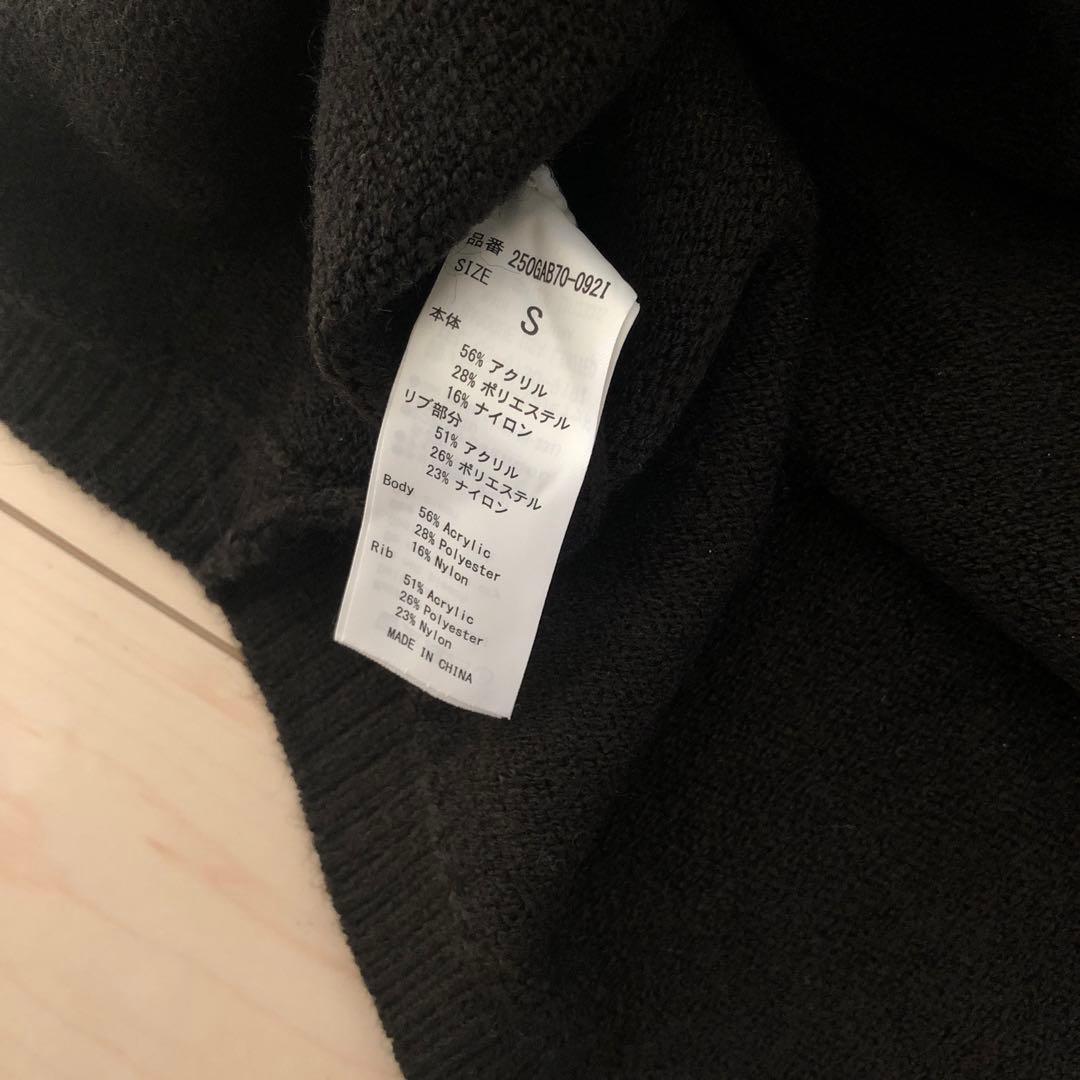 品番 250GAB70-092I
SIZE
S
本体
56% アクリル
28% ポリエステル
16% ナイロン
リブ部分
51% アクリル
26% ポリエステル
23% ナイロン
Body
56% Acrylic
28% Polyester
16% Nylon
Rib
51% Acrylic
26% Polyester
23% Nylon
MADE IN CHINA